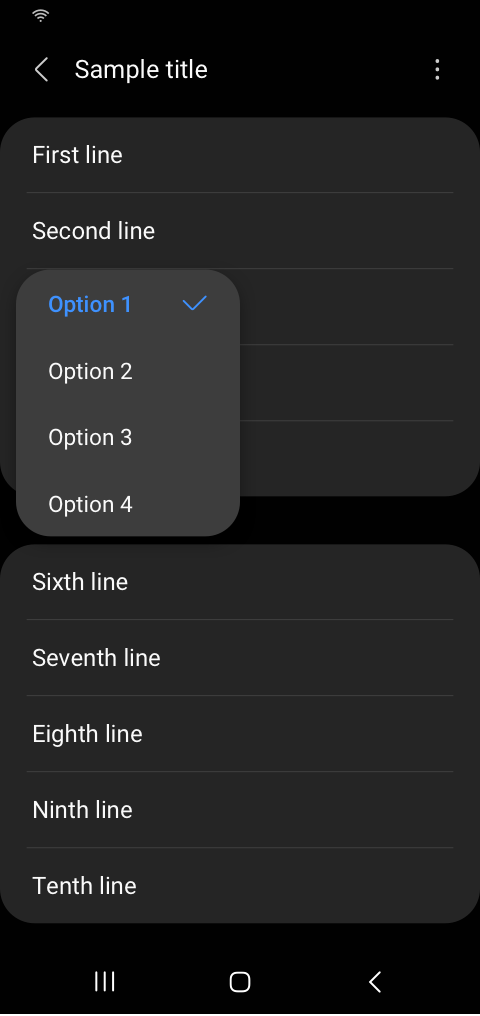 Sample title
First line
Second line
Option 1
Option 2
Option 3
Option 4
Sixth line
Seventh line
Eighth line
Ninth line
Tenth line